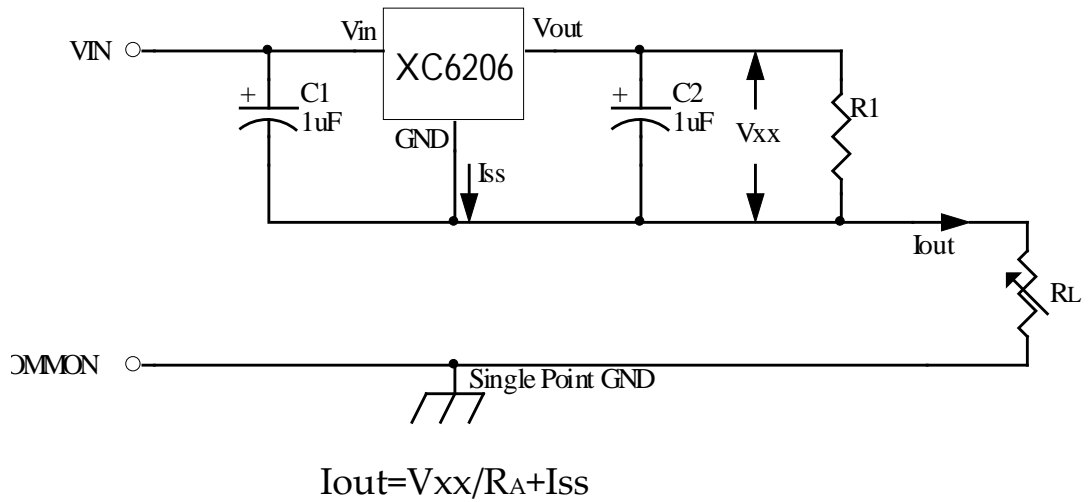 Vin
Vout
VIN
XC6206
+
C1
1uF
GND
+
C2
1uF
Vxx
R1
Iss
Iout
RL
OMMON
Single Point GND
Iout=Vxx/RA+Iss